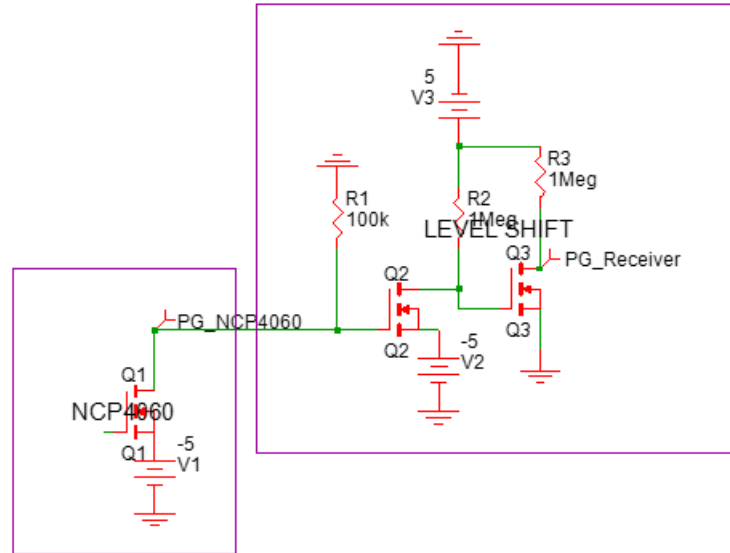 5
V3
R3
1Meg
R1
100k
R2
1Meg
LEVEL SHIFT
Q3
PG_Receiver
Q2
PG_NCP4060
Q3
Q2
-5
V2
Q1
NCP4060
Q1
-5
V1